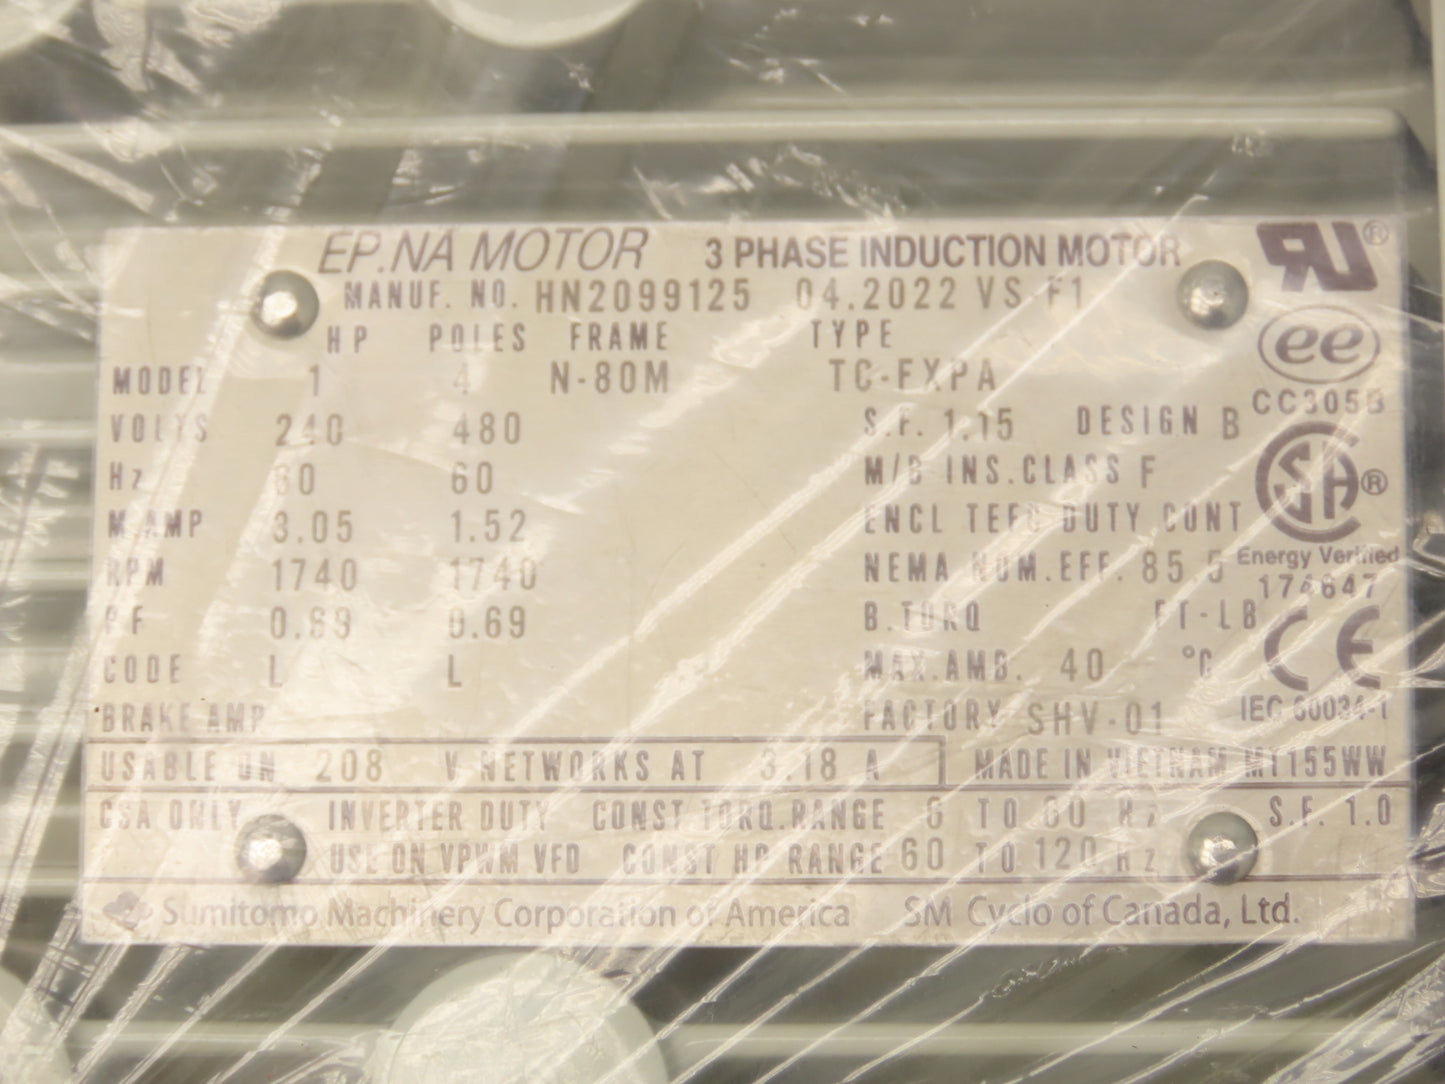 EP.NA MOTOR 3 PHASE INDUCTION MOTOR
MANUF. NO. HN2099125 04.2022 VS F1
HP POLES FRAME TYPE
MODEL 1 4 N-80M TC-FXPA
VOLTS 240 480 S.F. 1.15 DESIGN B
Hz 60 60 M/B INS.CLASS F
M.AMP 3.05 1.52 ENCL TEFC DUTY CONT
RPM 1740 1740 NEMA NOM.EFF. 85.5
PF 0.69 0.69 B.TORQ FT-LB
CODE L L MAX.AMB. 40 °C
BRAKE AMP FACTORY SHV-01
USABLE ON 208 V NETWORKS AT 3.18 A MADE IN VIETNAM MT155WW
CSA ONLY INVERTER DUTY CONST TORQ.RANGE 6 TO 60 Hz S.F. 1.0
USE ON VPWM VFD CONST HP RANGE 60 TO 120 Hz
Sumitomo Machinery Corporation of America SM Cyclo of Canada, Ltd.
RU®
ee
CC305B
SA®
Energy Verified
174647
CE
IEC 60034-1